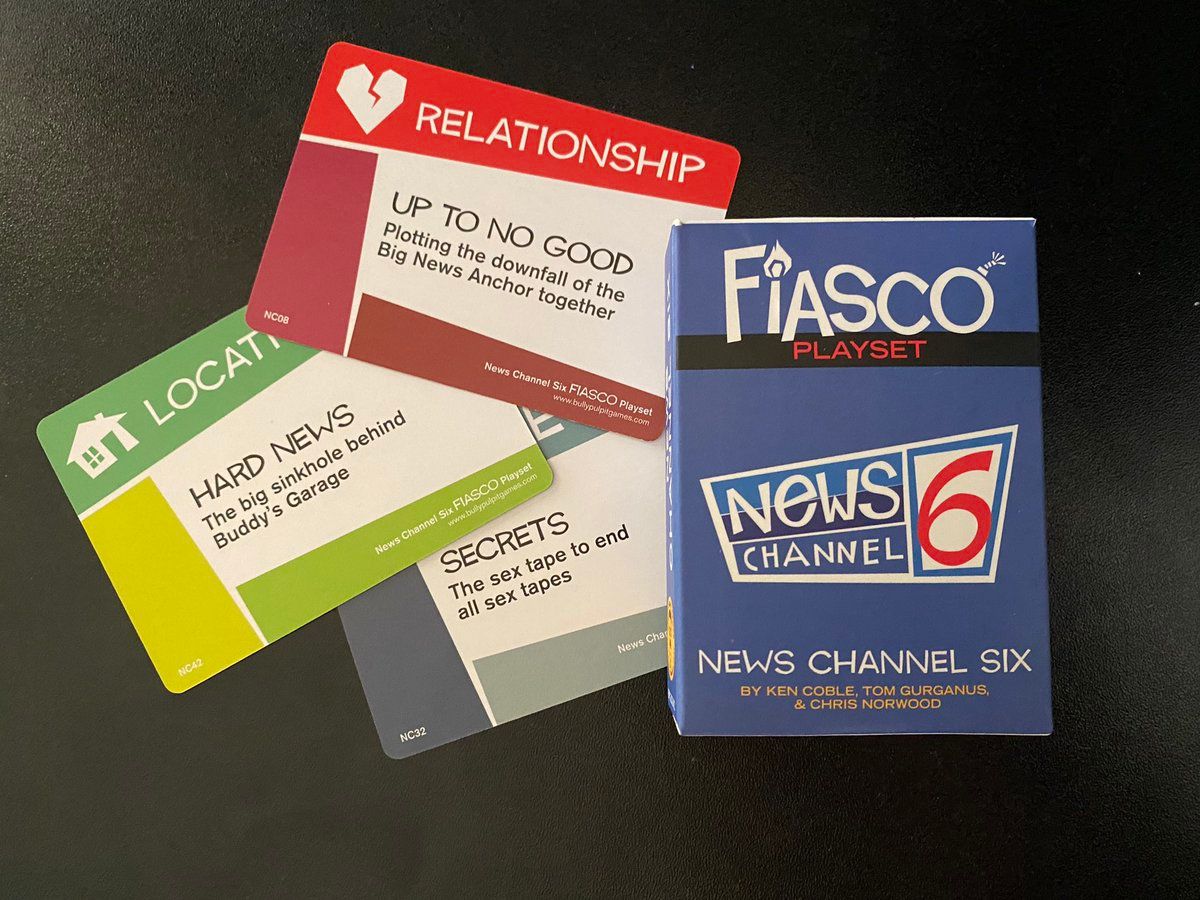 RELATIONSHIP
UP TO NO GOOD
Plotting the downfall of the
Big News Anchor together
NC08
News Channel Six FIASCO Playset
www.bullypulpitgames.com
LOCATI
HARD NEWS
The big sinkhole behind
Buddy's Garage
News Channel Six FIASCO Playset
www.bullypulpitgames.com
NC42
SECRETS
The sex tape to end
all sex tapes
News Cha
NC32
FiASCO
PLAYSET
NEWS 6
CHANNEL
NEWS CHANNEL SIX
BY KEN COBLE, TOM GURGANUS,
& CHRIS NORWOOD